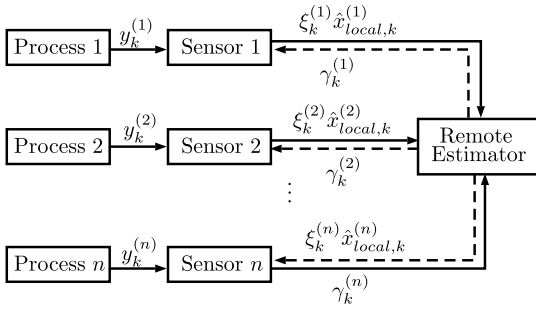 Process 1 y_k^{(1)} Sensor 1 ξ_k^{(1)} x̂_{local,k}^{(1)}
γ_k^{(1)}
Process 2 y_k^{(2)} Sensor 2 ξ_k^{(2)} x̂_{local,k}^{(2)}
γ_k^{(2)}
Remote
Estimator
⋮
Process n y_k^{(n)} Sensor n ξ_k^{(n)} x̂_{local,k}^{(n)}
γ_k^{(n)}